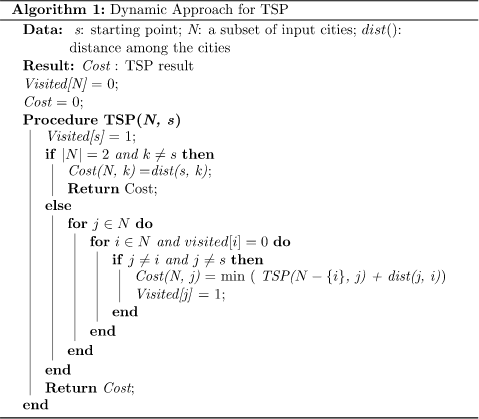 Algorithm 1: Dynamic Approach for TSP
Data: s: starting point; N: a subset of input cities; dist():
distance among the cities
Result: Cost : TSP result
Visited[N] = 0;
Cost = 0;
Procedure TSP(N, s)
Visited[s] = 1;
if |N| = 2 and k ≠ s then
Cost(N, k) =dist(s, k);
Return Cost;
else
for j ∈ N do
for i ∈ N and visited[i] = 0 do
if j ≠ i and j ≠ s then
Cost(N, j) = min ( TSP(N − {i}, j) + dist(j, i))
Visited[j] = 1;
end
end
end
end
Return Cost;
end